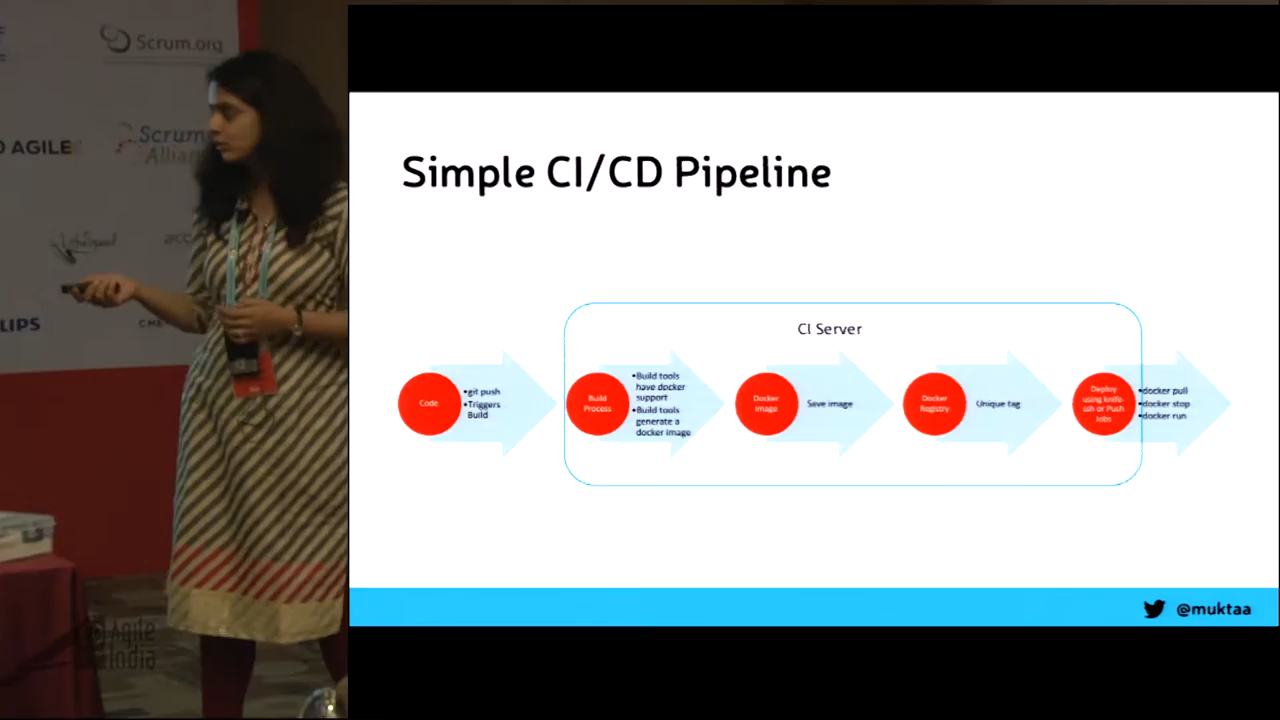 Scrum.org
AGILE
Scrum
Allian
LIPS
Agile
India
Simple CI/CD Pipeline
CI Server
Code
•git push
•Triggers
Build
Build
Process
•Build tools
have docker
support
•Build tools
generate a
docker image
Docker
Image
Save image
Docker
Registry
Unique tag
Deploy
using knife-
ssh or Push
Jobs
•docker pull
•docker stop
•docker run
@muktaa